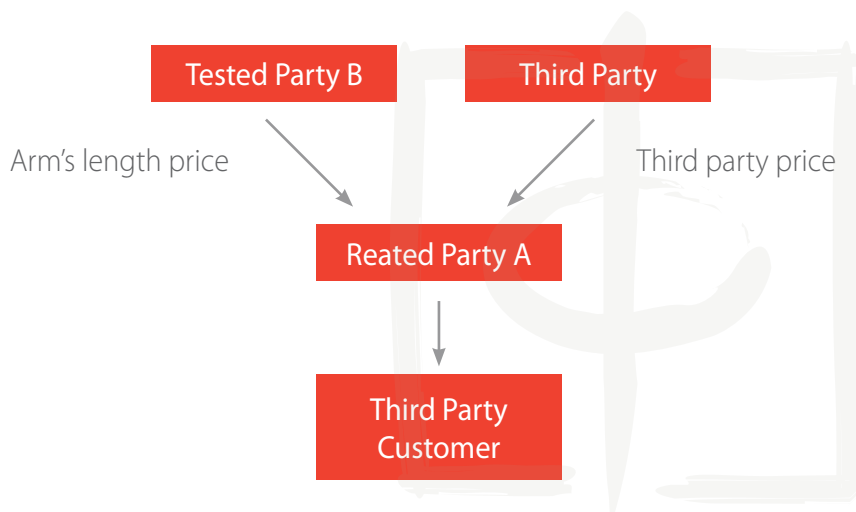 Tested Party B
Third Party
Arm's length price
Third party price
Reated Party A
Third Party
Customer